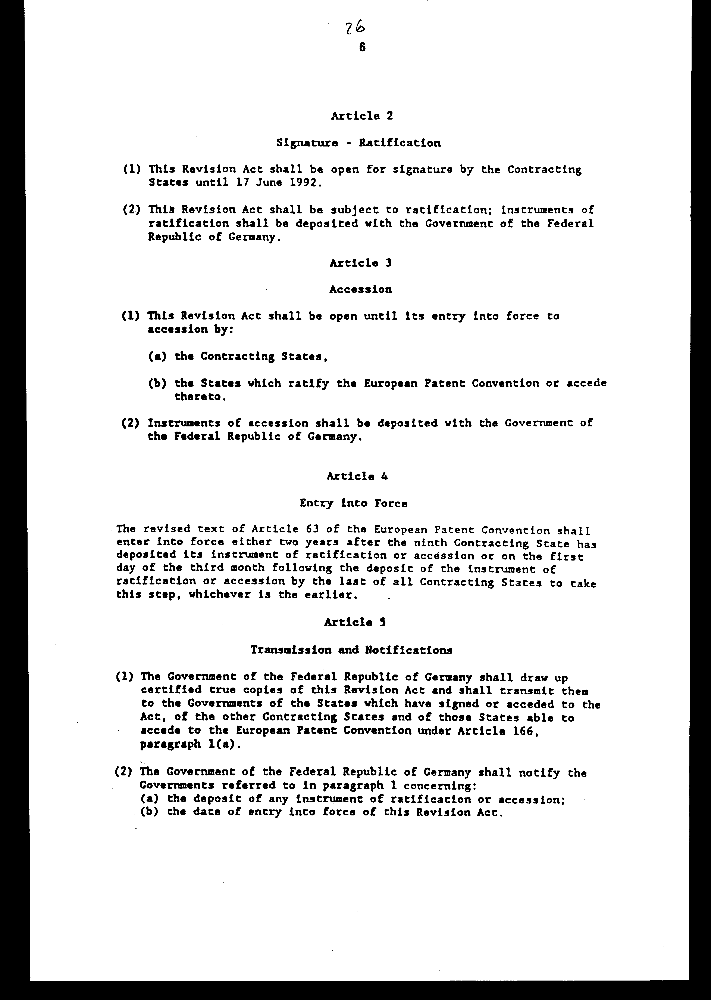 26
6
Article 2
Signature - Ratification
(1) This Revision Act shall be open for signature by the Contracting
States until 17 June 1992.
(2) This Revision Act shall be subject to ratification; instruments of
ratification shall be deposited with the Government of the Federal
Republic of Germany.
Article 3
Accession
(1) This Revision Act shall be open until its entry into force to
accession by:
(a) the Contracting States,
(b) the States which ratify the European Patent Convention or accede
thereto.
(2) Instruments of accession shall be deposited with the Government of
the Federal Republic of Germany.
Article 4
Entry into Force
The revised text of Article 63 of the European Patent Convention shall
enter into force either two years after the ninth Contracting State has
deposited its instrument of ratification or accession or on the first
day of the third month following the deposit of the instrument of
ratification or accession by the last of all Contracting States to take
this step, whichever is the earlier.
Article 5
Transmission and Notifications
(1) The Government of the Federal Republic of Germany shall draw up
certified true copies of this Revision Act and shall transmit them
to the Governments of the States which have signed or acceded to the
Act, of the other Contracting States and of those States able to
accede to the European Patent Convention under Article 166,
paragraph 1(a).
(2) The Government of the Federal Republic of Germany shall notify the
Governments referred to in paragraph 1 concerning:
(a) the deposit of any instrument of ratification or accession;
(b) the date of entry into force of this Revision Act.